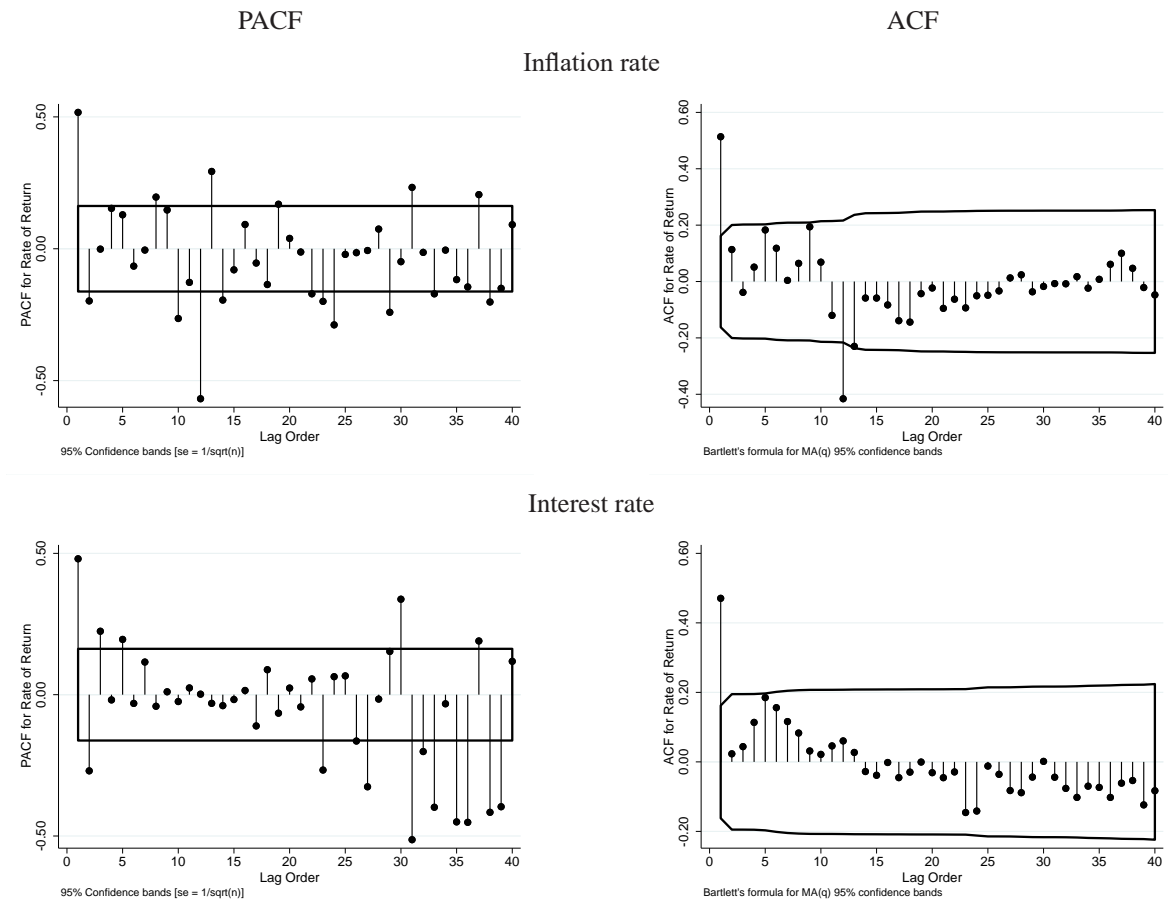 PACF
ACF
Inflation rate
PACF for Rate of Return
0.50
0.00
-0.50
0 5 10 15 20 25 30 35 40
Lag Order
95% Confidence bands [se = 1/sqrt(n)]
ACF for Rate of Return
0.60
0.40
0.20
0.00
-0.20
-0.40
0 5 10 15 20 25 30 35 40
Lag Order
Bartlett's formula for MA(q) 95% confidence bands
Interest rate
PACF for Rate of Return
0.50
0.00
-0.50
0 5 10 15 20 25 30 35 40
Lag Order
95% Confidence bands [se = 1/sqrt(n)]
ACF for Rate of Return
0.60
0.40
0.20
0.00
-0.20
0 5 10 15 20 25 30 35 40
Lag Order
Bartlett's formula for MA(q) 95% confidence bands